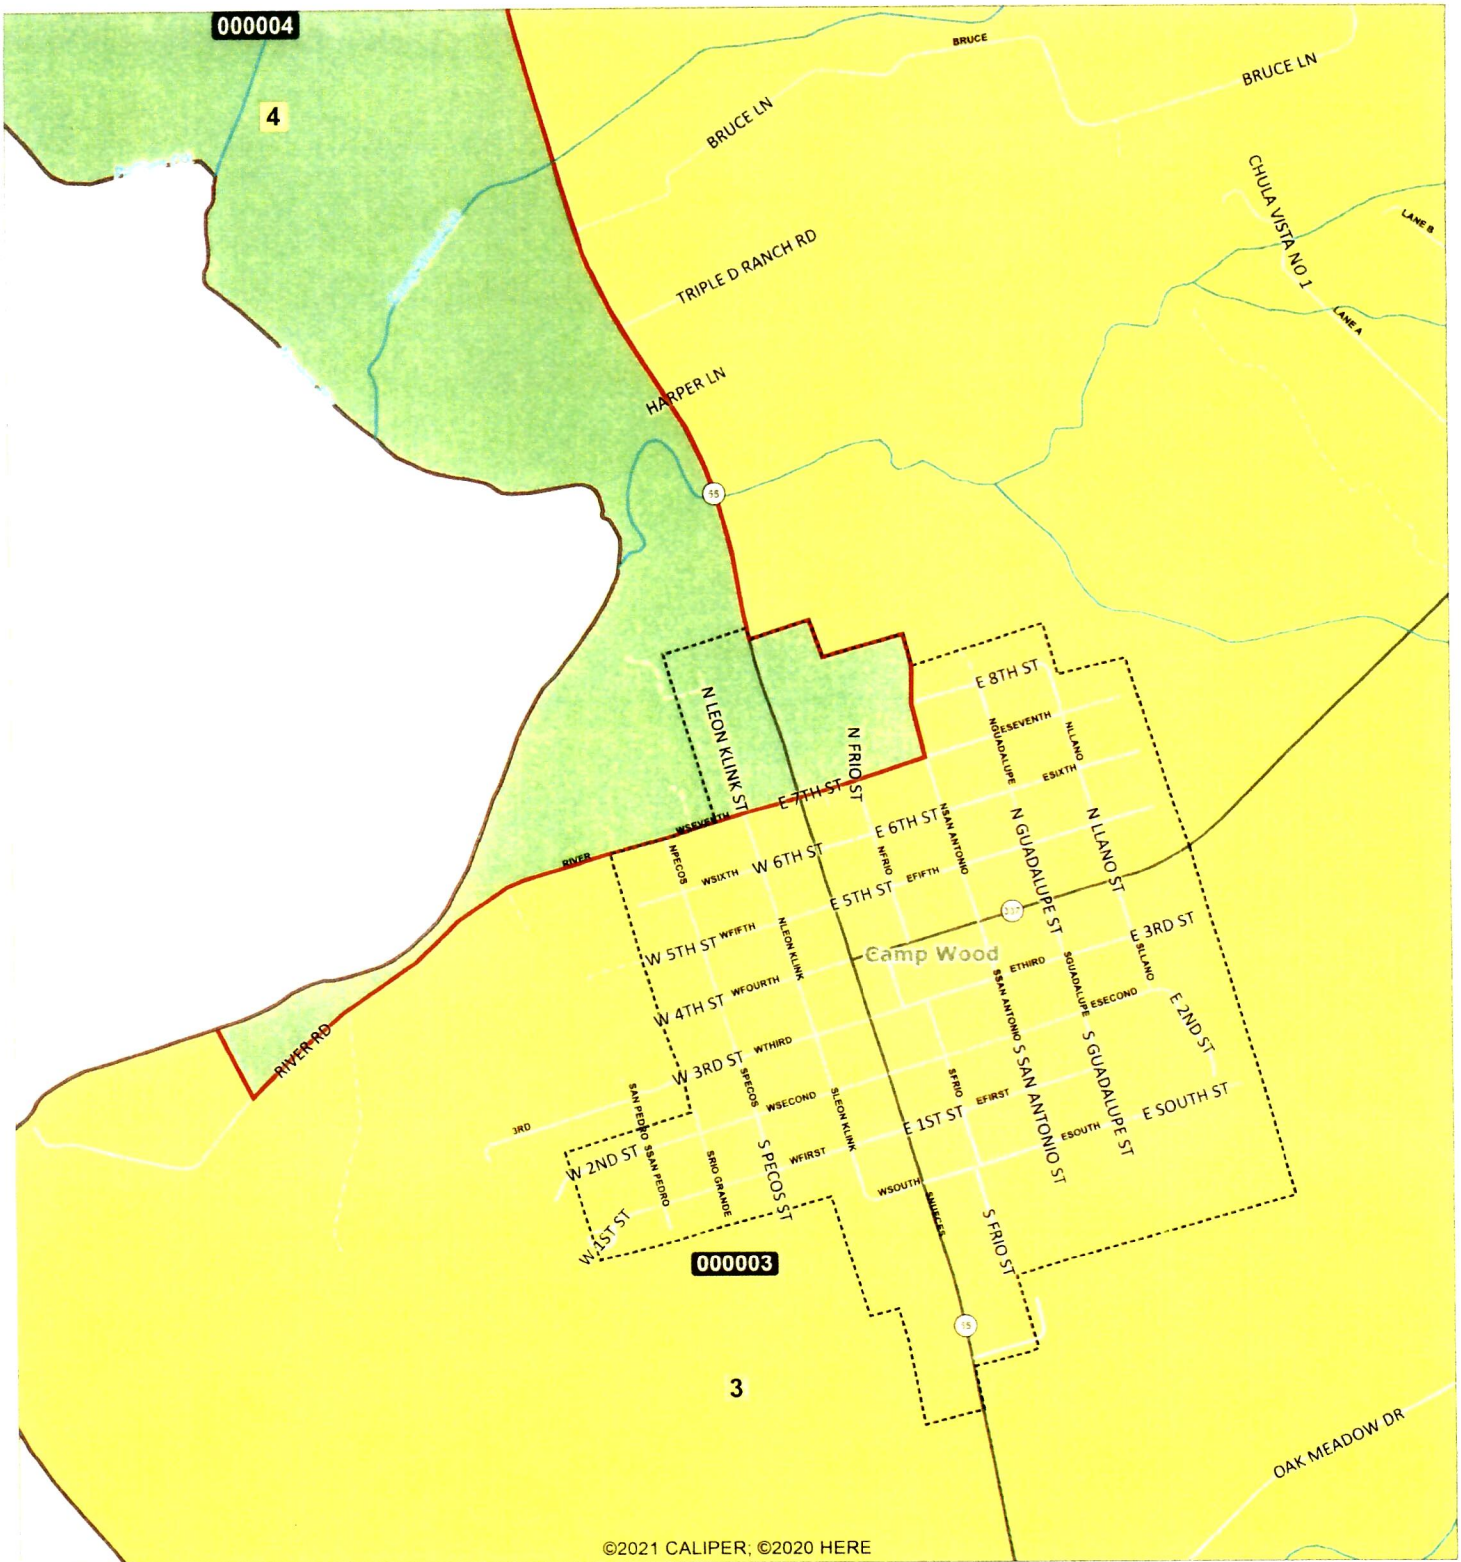 000004
4
BRUCE
BRUCE LN
BRUCE LN
CHULA VISTA NO 1
LANE B
TRIPLE D RANCH RD
LANE A
HARPER LN
55
E 8TH ST
N LEON KLINK ST
N FRIO ST
NGUADALUPE
ESEVENTH
NLLANO
ESIXTH
E 7TH ST
WSEVENTH
RIVER
NPECOS
WSIXTH
W 6TH ST
E 6TH ST
NSAN ANTONIO
N GUADALUPE ST
N LLANO ST
NFRIO
EFIFTH
E 5TH ST
337
W 5TH ST
WFIFTH
NLEON KLINK
Camp Wood
E 3RD ST
ETHIRD
SLLANO
W 4TH ST
WFOURTH
SSAN ANTONIO
SGUADALUPE
ESECOND
E 2ND ST
RIVER RD
W 3RD ST
WTHIRD
S SAN ANTONIO ST
S GUADALUPE ST
3RD
SAN PEDRO
SPECOS
WSECOND
SLEON KLINK
SFRIO
EFIRST
E 1ST ST
E SOUTH ST
ESOUTH
W 2ND ST
SSAN PEDRO
SRIO GRANDE
S PECOS ST
WFIRST
WSOUTH
SNUECES
W 1ST ST
S FRIO ST
000003
55
3
OAK MEADOW DR
©2021 CALIPER; ©2020 HERE